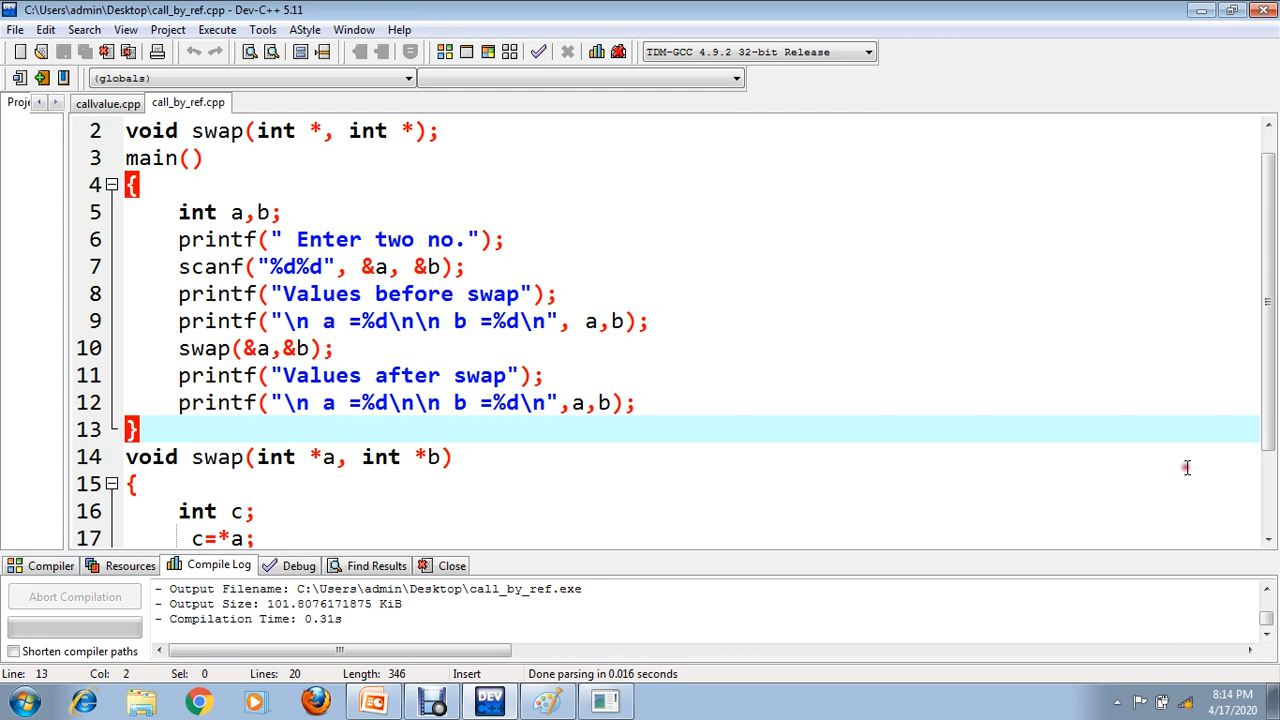 C:\Users\admin\Desktop\call_by_ref.cpp - Dev-C++ 5.11
File Edit Search View Project Execute Tools AStyle Window Help
TDM-GCC 4.9.2 32-bit Release
(globals)
Proje callvalue.cpp call_by_ref.cpp
2 void swap(int *, int *);
3 main()
4 {
5 int a,b;
6 printf(" Enter two no.");
7 scanf("%d%d", &a, &b);
8 printf("Values before swap");
9 printf("\n a =%d\n\n b =%d\n", a,b);
10 swap(&a,&b);
11 printf("Values after swap");
12 printf("\n a =%d\n\n b =%d\n",a,b);
13 }
14 void swap(int *a, int *b)
15 {
16 int c;
17 c=*a;
Compiler Resources Compile Log Debug Find Results Close
Abort Compilation
- Output Filename: C:\Users\admin\Desktop\call_by_ref.exe
- Output Size: 101.8076171875 KiB
- Compilation Time: 0.31s
Shorten compiler paths
Line: 13 Col: 2 Sel: 0 Lines: 20 Length: 346 Insert Done parsing in 0.016 seconds
DEV
8:14 PM
4/17/2020